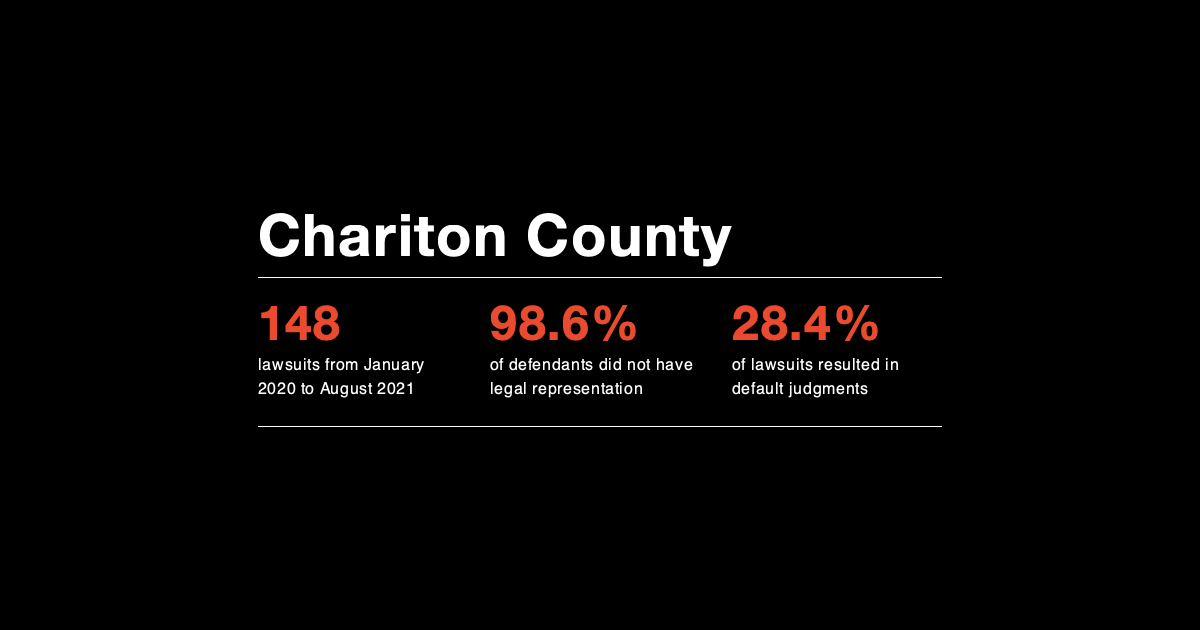 Chariton County
148
lawsuits from January
2020 to August 2021
98.6%
of defendants did not have
legal representation
28.4%
of lawsuits resulted in
default judgments